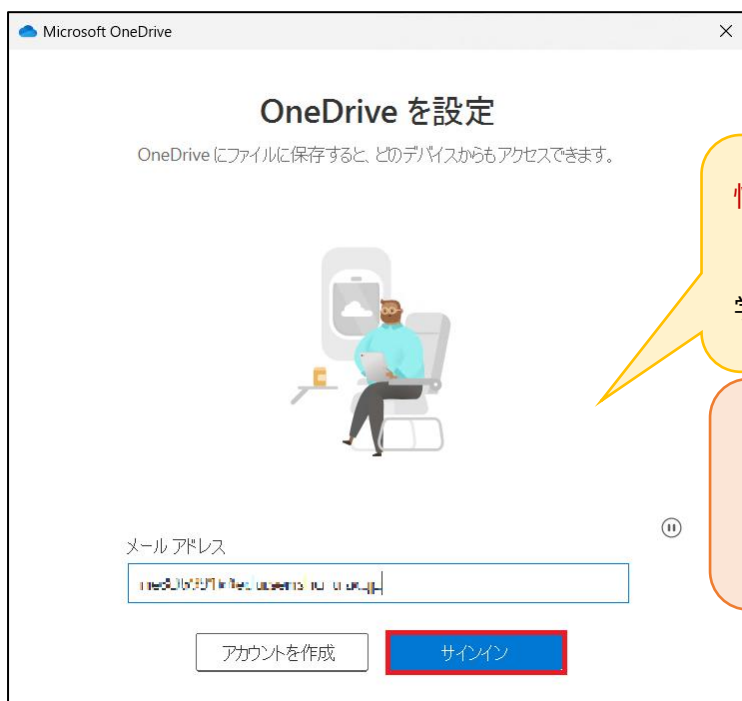 Microsoft OneDrive
OneDrive を設定
OneDrive にファイルに保存すると、どのデバイスからもアクセスできます。
メール アドレス
アカウントを作成
サインイン